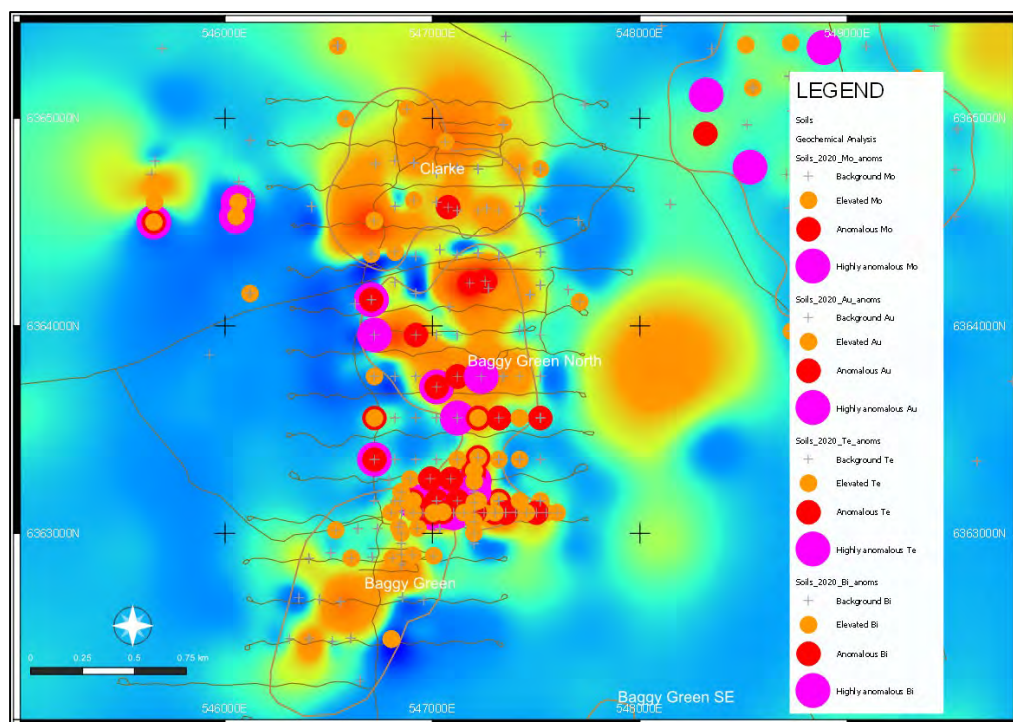 546000E
547000E
548000E
549000E
6365000N
6365000N
Clarke
6364000N
6364000N
Baggy Green North
6363000N
6363000N
Baggy Green
Baggy Green SE
0
0.25
0.5
0.75 km
546000E
547000E
548000E
LEGEND
Soils
Geochemical Analysis
Soils_2020_Mo_anoms
Background Mo
Elevated Mo
Anomalous Mo
Highly anomalous Mo
Soils_2020_Au_anoms
Background Au
Elevated Au
Anomalous Au
Highly anomalous Au
Soils_2020_Te_anoms
Background Te
Elevated Te
Anomalous Te
Highly anomalous Te
Soils_2020_Bi_anoms
Background Bi
Elevated Bi
Anomalous Bi
Highly anomalous Bi